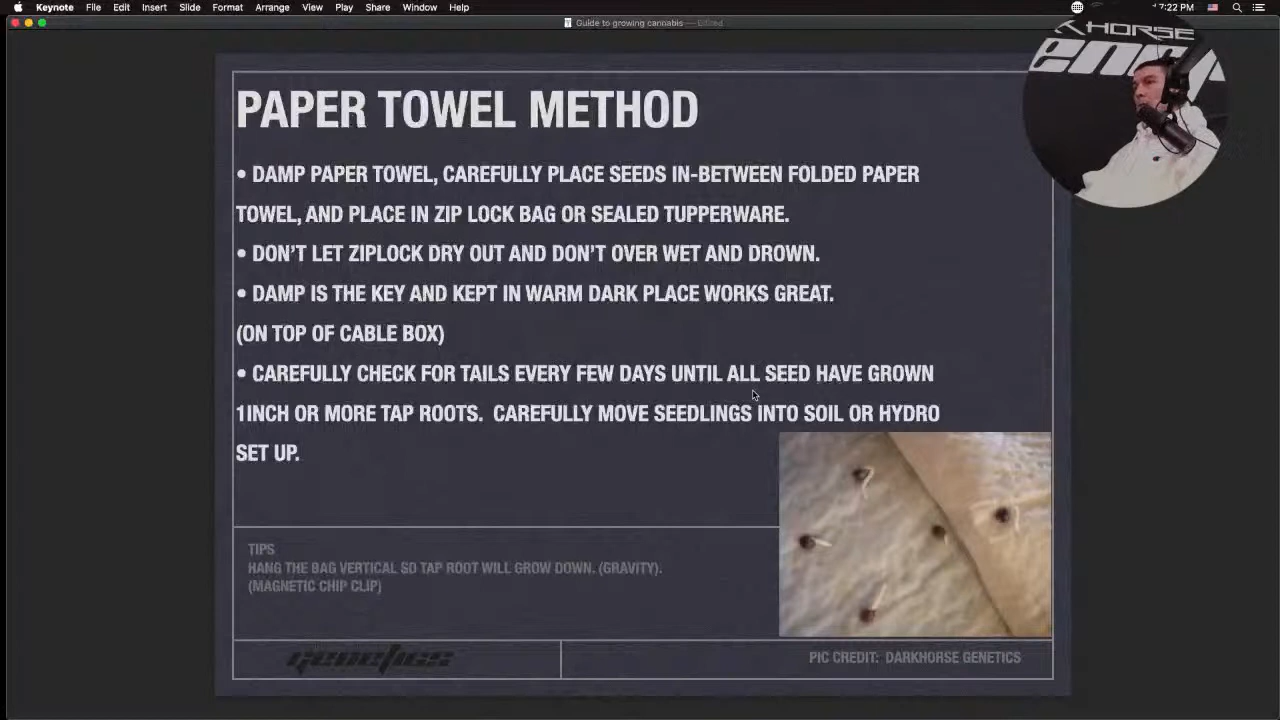 Keynote File Edit Insert Slide Format Arrange View Play Share Window Help 7:22 PM
Guide to growing cannabis — Edited
HORSE
PAPER TOWEL METHOD
• DAMP PAPER TOWEL, CAREFULLY PLACE SEEDS IN-BETWEEN FOLDED PAPER
TOWEL, AND PLACE IN ZIP LOCK BAG OR SEALED TUPPERWARE.
• DON'T LET ZIPLOCK DRY OUT AND DON'T OVER WET AND DROWN.
• DAMP IS THE KEY AND KEPT IN WARM DARK PLACE WORKS GREAT.
(ON TOP OF CABLE BOX)
• CAREFULLY CHECK FOR TAILS EVERY FEW DAYS UNTIL ALL SEED HAVE GROWN
1INCH OR MORE TAP ROOTS. CAREFULLY MOVE SEEDLINGS INTO SOIL OR HYDRO
SET UP.
TIPS
HANG THE BAG VERTICAL SO TAP ROOT WILL GROW DOWN. (GRAVITY).
(MAGNETIC CHIP CLIP)
genetics
PIC CREDIT: DARKHORSE GENETICS